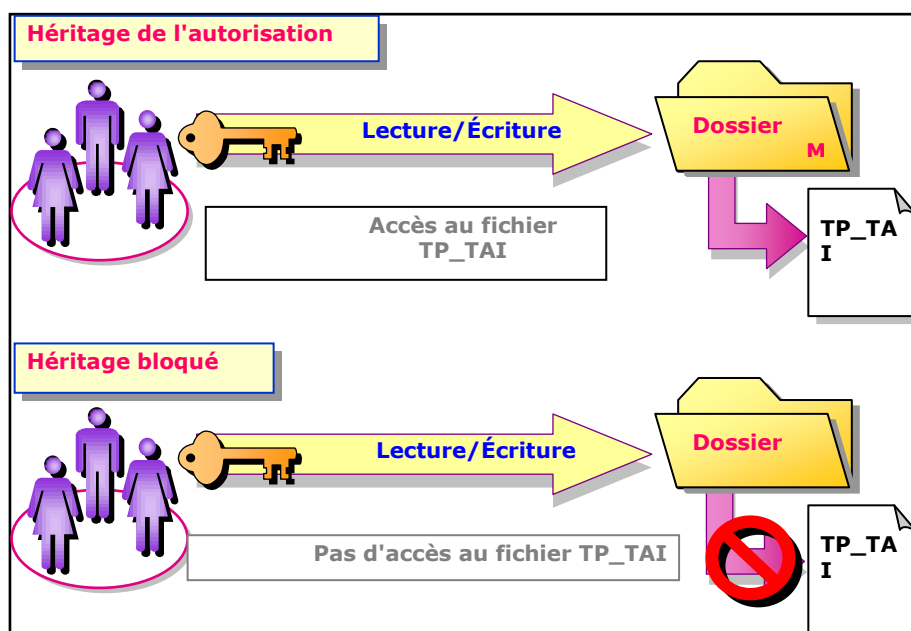 Héritage de l'autorisation
Lecture/Écriture
Dossier
M
Accès au fichier
TP_TAI
TP_TA
I
Héritage bloqué
Lecture/Écriture
Dossier
Pas d'accès au fichier TP_TAI
TP_TA
I